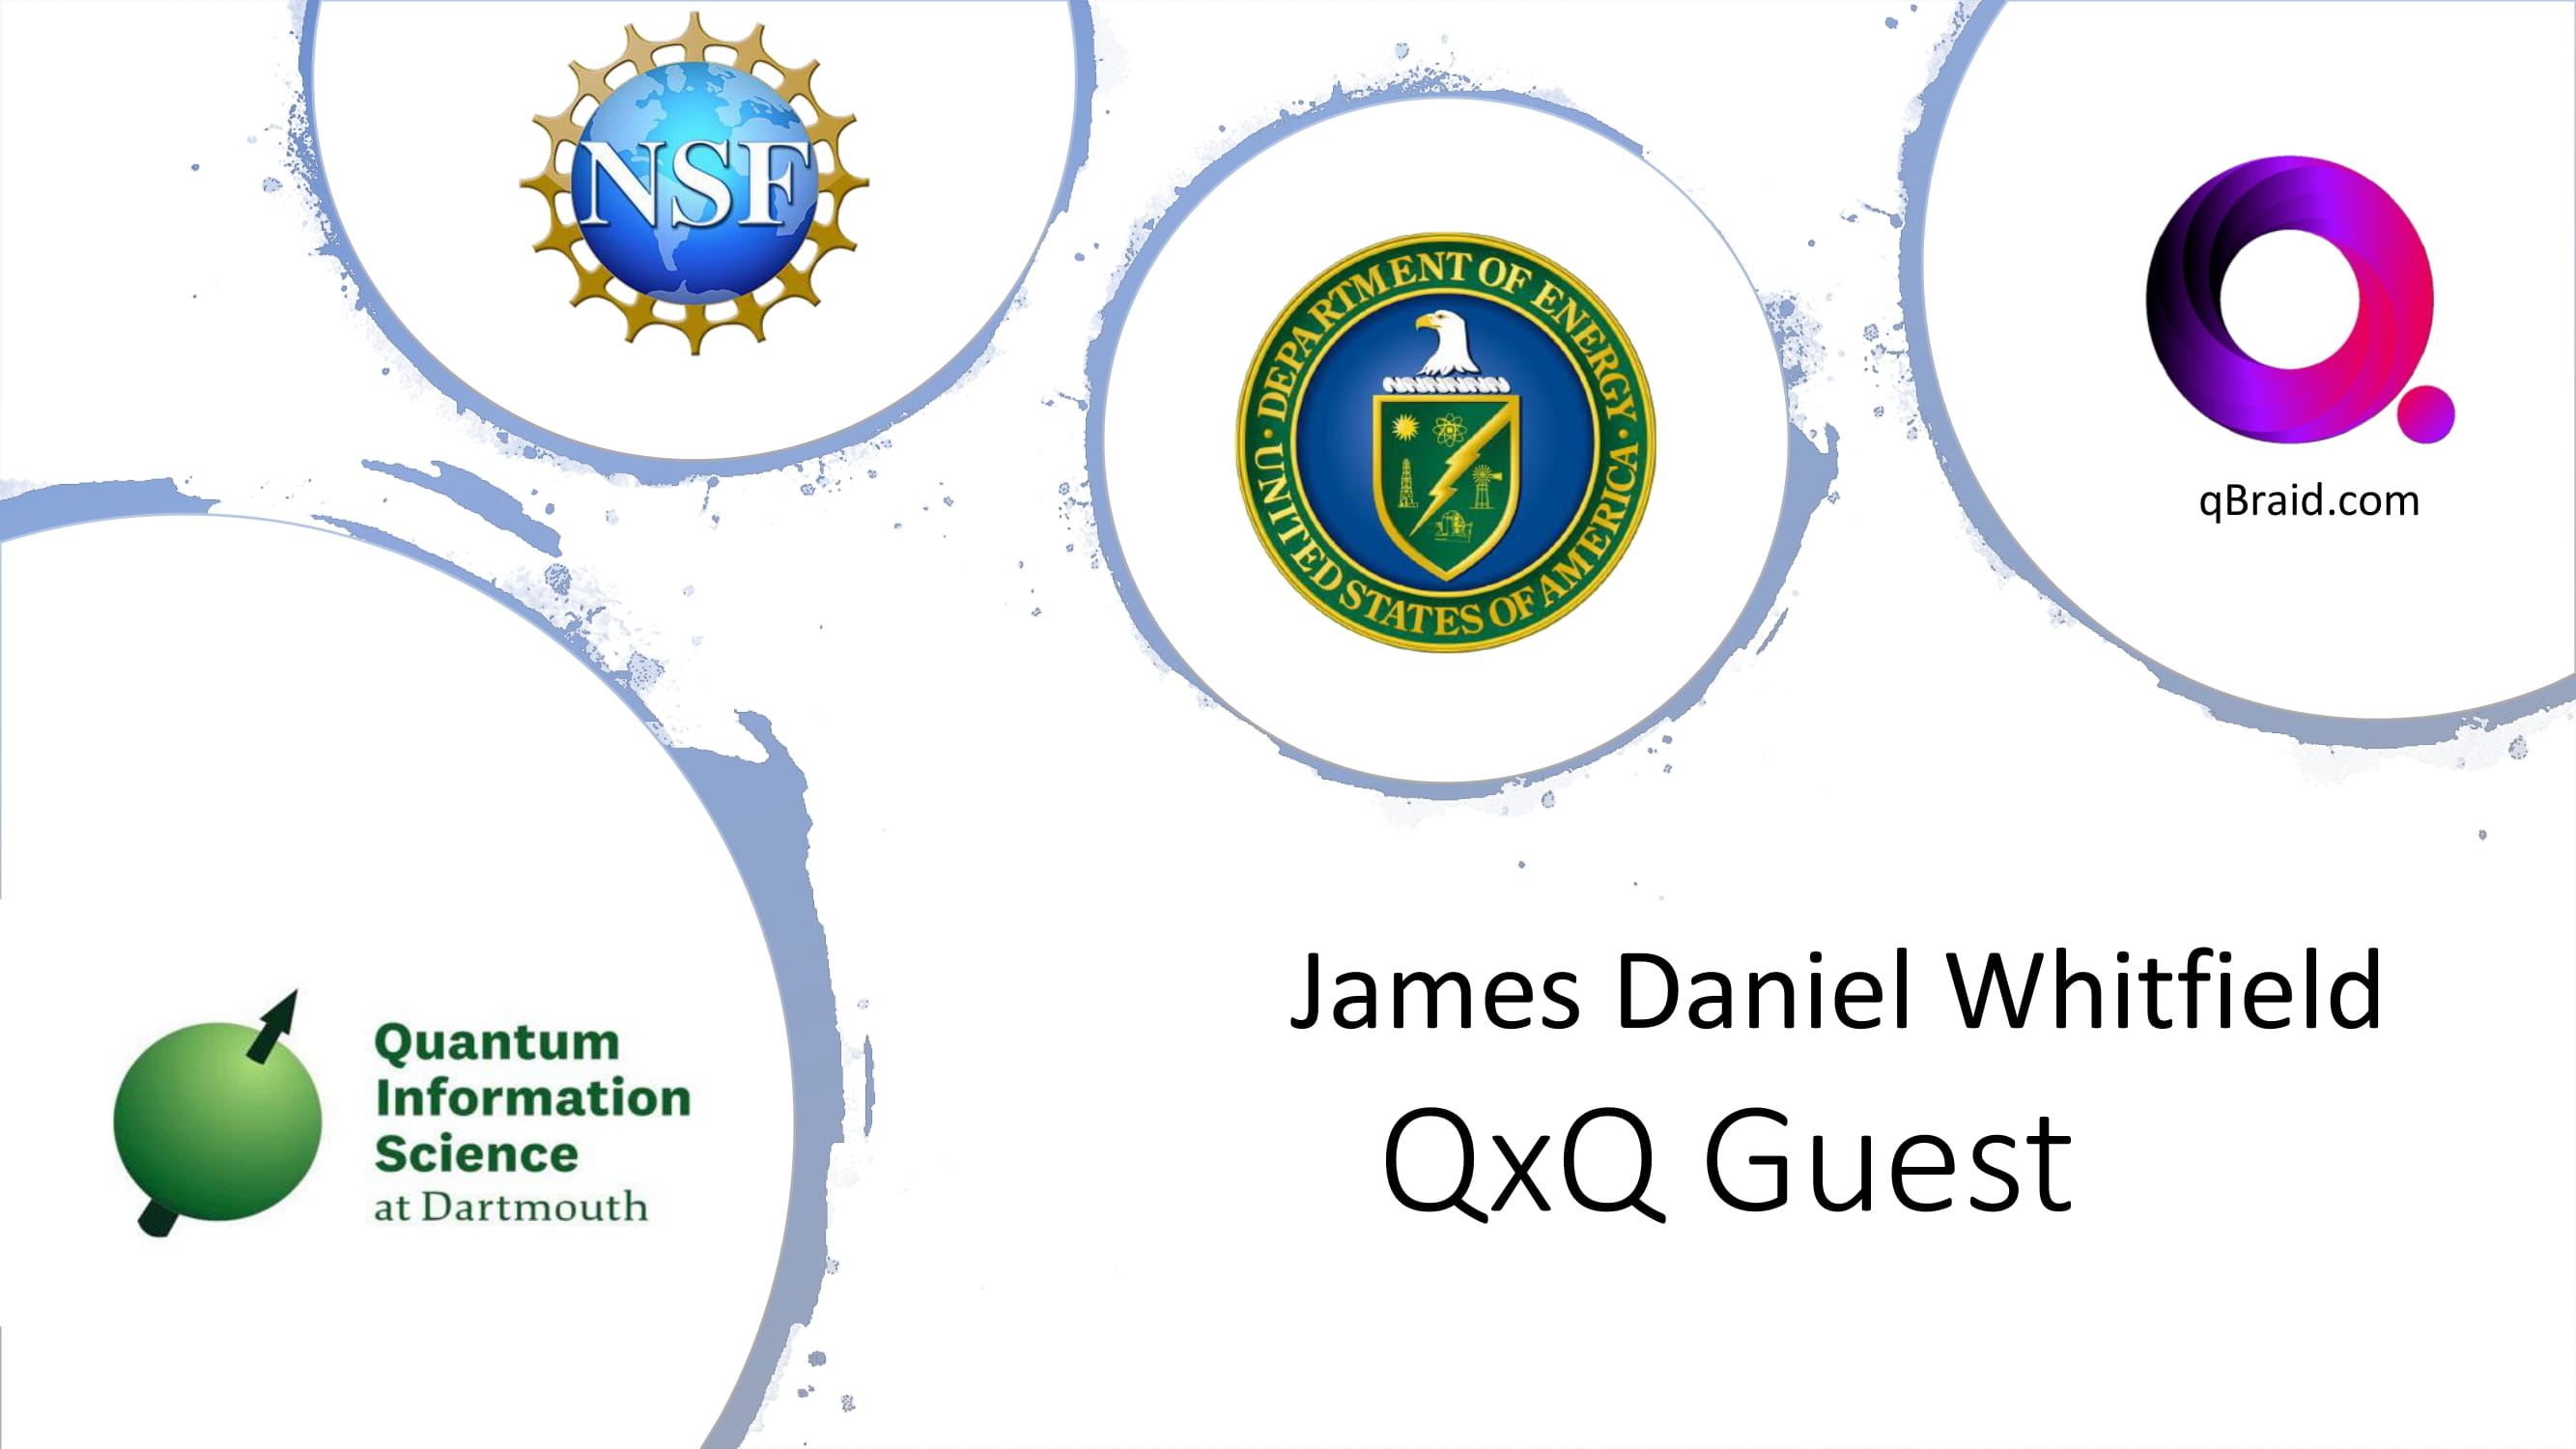 NSF
DEPARTMENT OF ENERGY
UNITED STATES OF AMERICA
qBraid.com
Quantum
Information
Science
at Dartmouth
James Daniel Whitfield
QxQ Guest